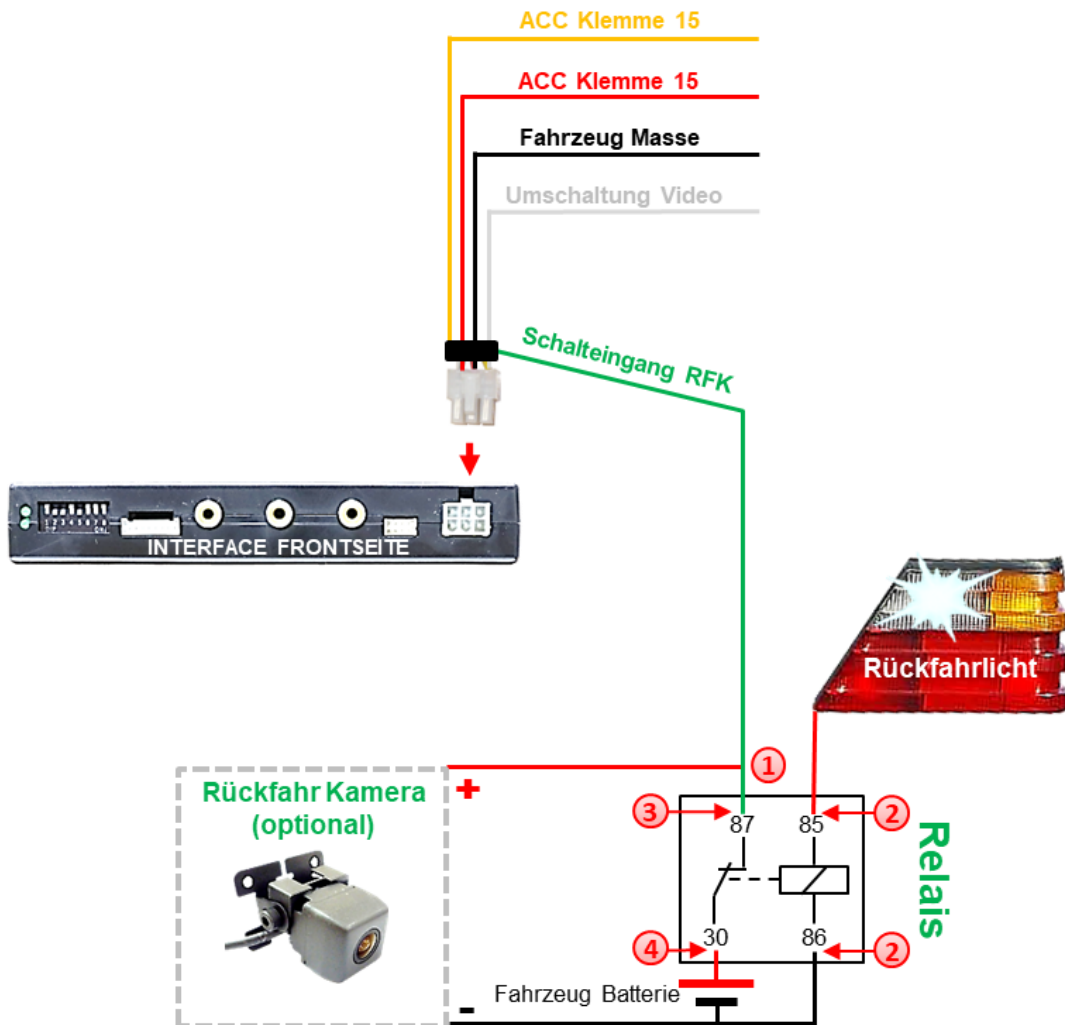 ACC Klemme 15
ACC Klemme 15
Fahrzeug Masse
Umschaltung Video
Schalteingang RFK
INTERFACE FRONTSEITE
Rückfahrlicht
1
Rückfahr Kamera
(optional)
+
3
87
85
2
Relais
4
30
86
2
Fahrzeug Batterie
-